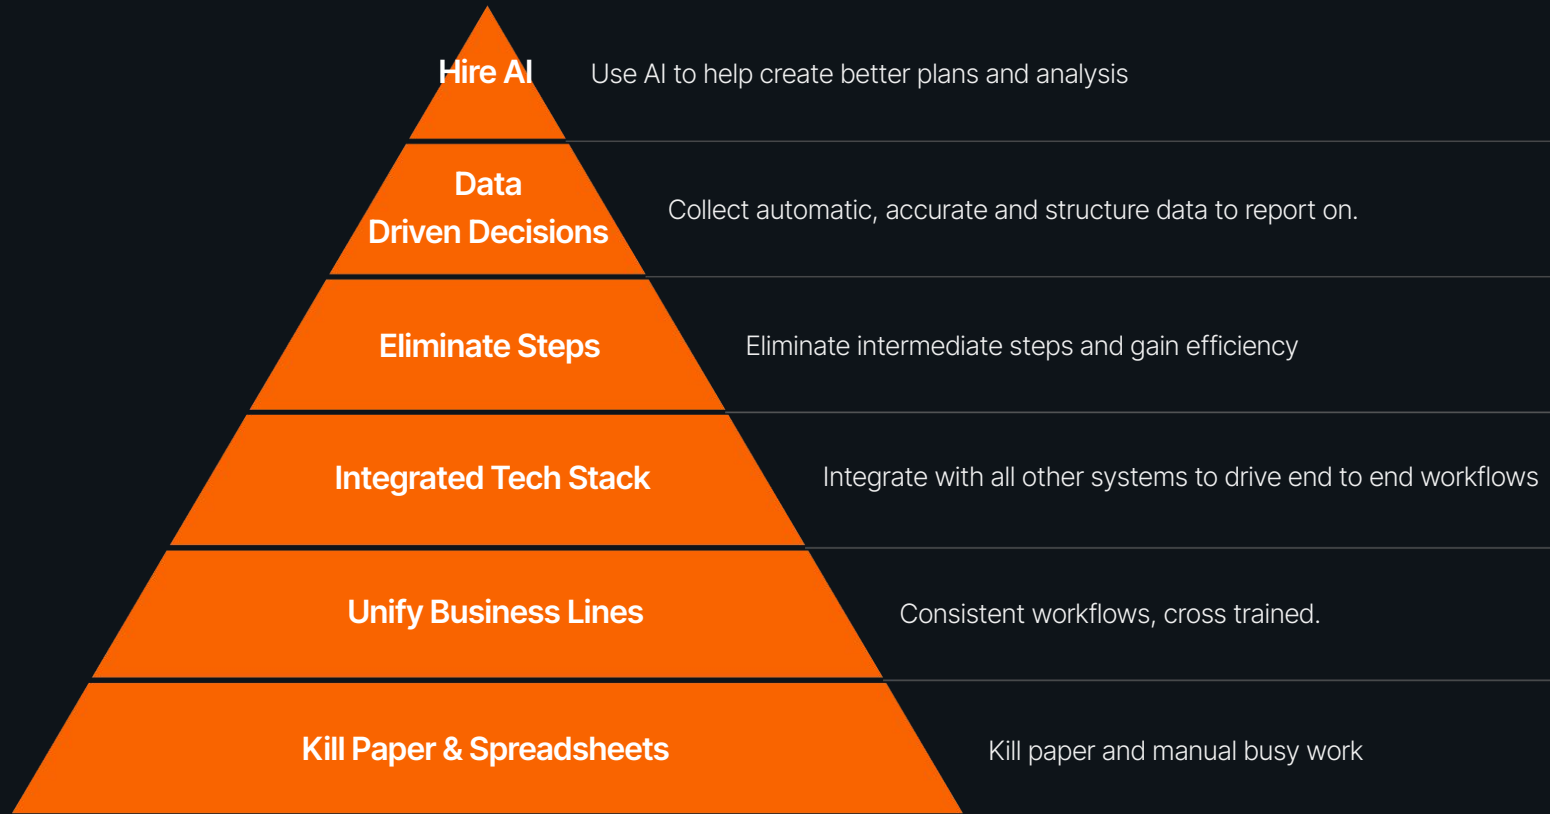 Hire AI
Use AI to help create better plans and analysis
Data
Driven Decisions
Collect automatic, accurate and structure data to report on.
Eliminate Steps
Eliminate intermediate steps and gain efficiency
Integrated Tech Stack
Integrate with all other systems to drive end to end workflows
Unify Business Lines
Consistent workflows, cross trained.
Kill Paper & Spreadsheets
Kill paper and manual busy work